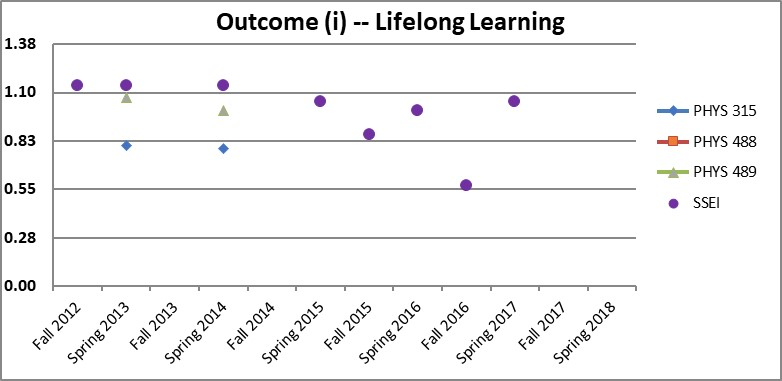 Outcome (i) -- Lifelong Learning
1.38
1.10
0.83
0.55
0.28
0.00
Fall 2012
Spring 2013
Fall 2013
Spring 2014
Fall 2014
Spring 2015
Fall 2015
Spring 2016
Fall 2016
Spring 2017
Fall 2017
Spring 2018
PHYS 315
PHYS 488
PHYS 489
SSEI